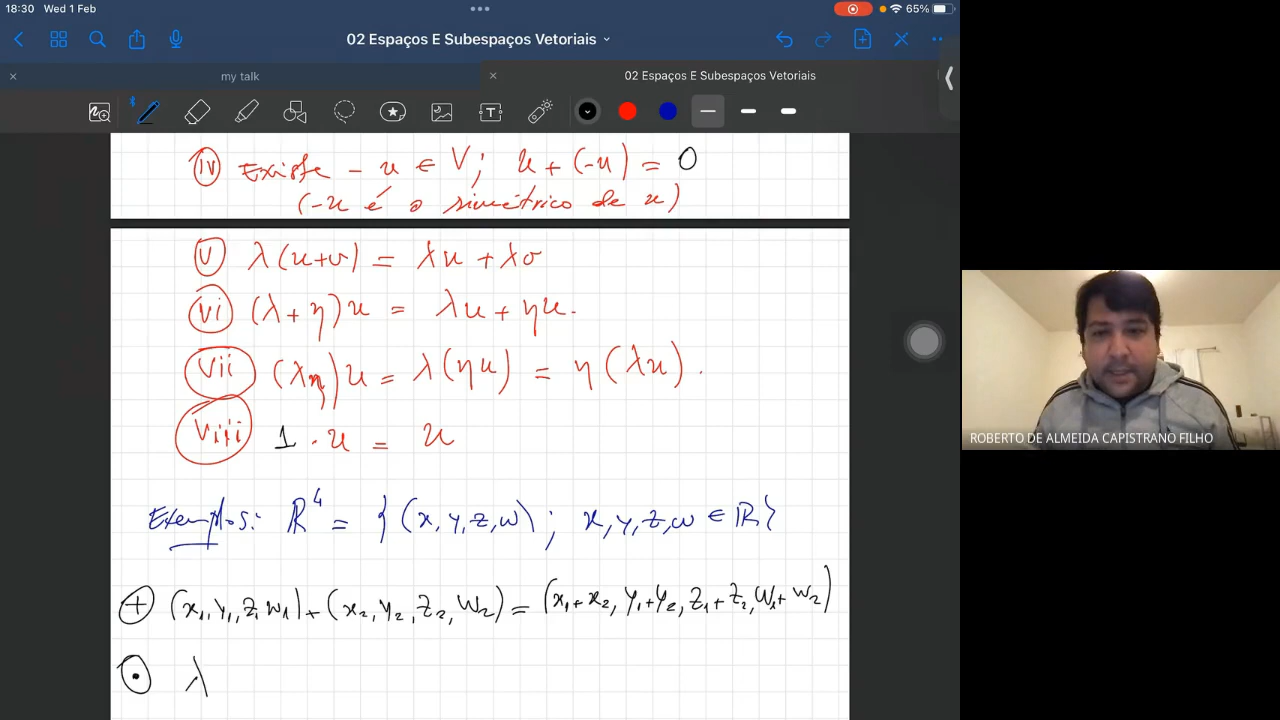 18:30 Wed 1 Feb
65%
02 Espaços E Subespaços Vetoriais
my talk
02 Espaços E Subespaços Vetoriais
iv Existe -u ∈ V; u + (-u) = 0
(-u é o simétrico de u)
v λ(u+v) = λu + λv
vi (λ + η)u = λu + ηu.
vii (λη)u = λ(ηu) = η(λu).
viii 1 · u = u
Exemplos: R⁴ = {(x, y, z, w); x, y, z, w ∈ R}
+ (x₁, y₁, z₁ w₁) + (x₂, y₂, z₂, w₂) = (x₁+x₂, y₁+y₂, z₁+z₂, w₁+w₂)
· λ
ROBERTO DE ALMEIDA CAPISTRANO FILHO